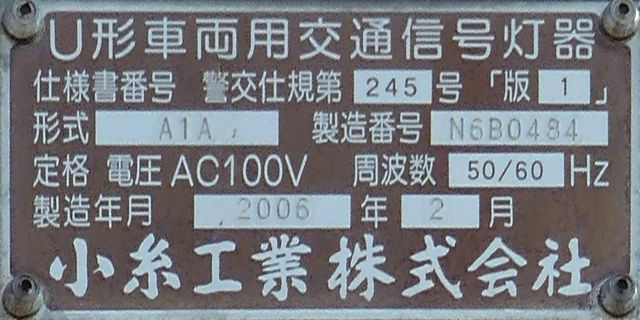 U形車両用交通信号灯器
仕様書番号 警交仕規第 245 号 「版 1 」
形式 A1A 製造番号 N6B0484
定格 電圧 AC100V 周波数 50/60 Hz
製造年月 2006 年 2 月
小糸工業株式会社